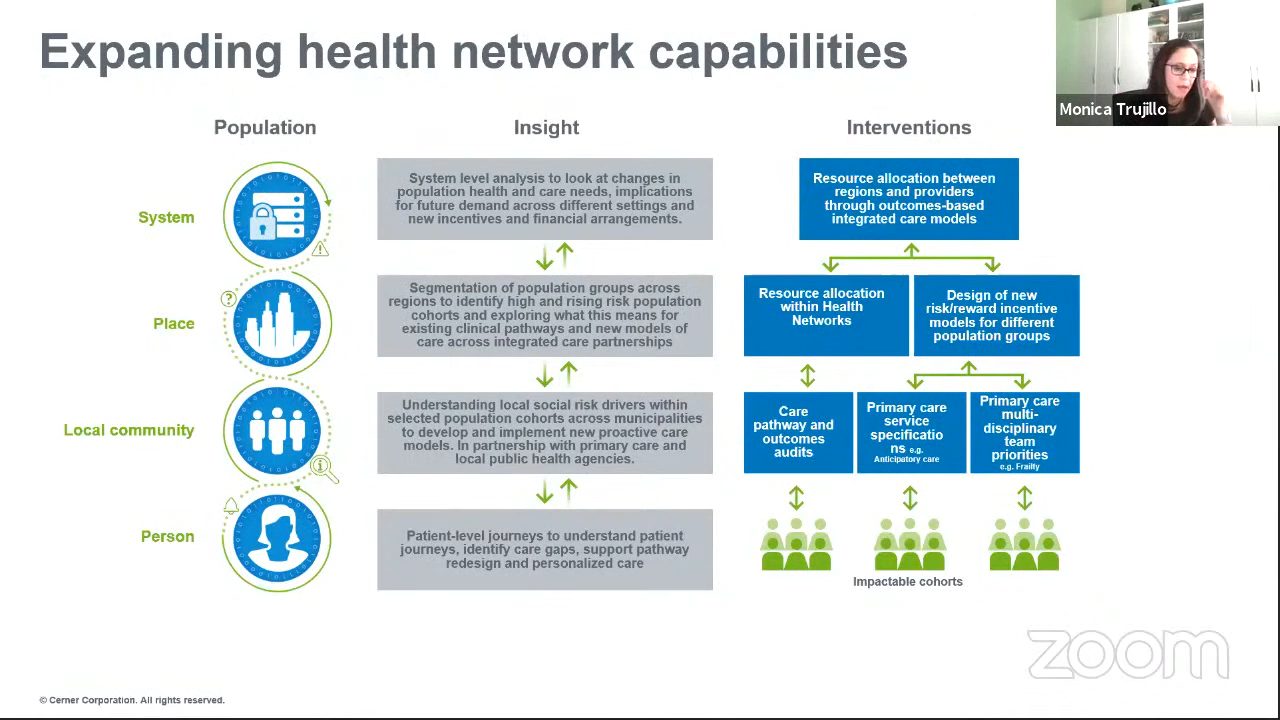 Expanding health network capabilities
Monica Trujillo
Population
Insight
Interventions
System
System level analysis to look at changes in
population health and care needs, implications
for future demand across different settings and
new incentives and financial arrangements.
Resource allocation between
regions and providers
through outcomes-based
integrated care models
Place
Segmentation of population groups across
regions to identify high and rising risk population
cohorts and exploring what this means for
existing clinical pathways and new models of
care across integrated care partnerships
Resource allocation
within Health
Networks
Design of new
risk/reward incentive
models for different
population groups
Local community
Understanding local social risk drivers within
selected population cohorts across municipalities
to develop and implement new proactive care
models. In partnership with primary care and
local public health agencies.
Care
pathway and
outcomes
audits
Primary care
service
specificatio
ns e.g.
Anticipatory care
Primary care
multi-
disciplinary
team
priorities
e.g. Frailty
Person
Patient-level journeys to understand patient
journeys, identify care gaps, support pathway
redesign and personalized care
Impactable cohorts
zoom
© Cerner Corporation. All rights reserved.